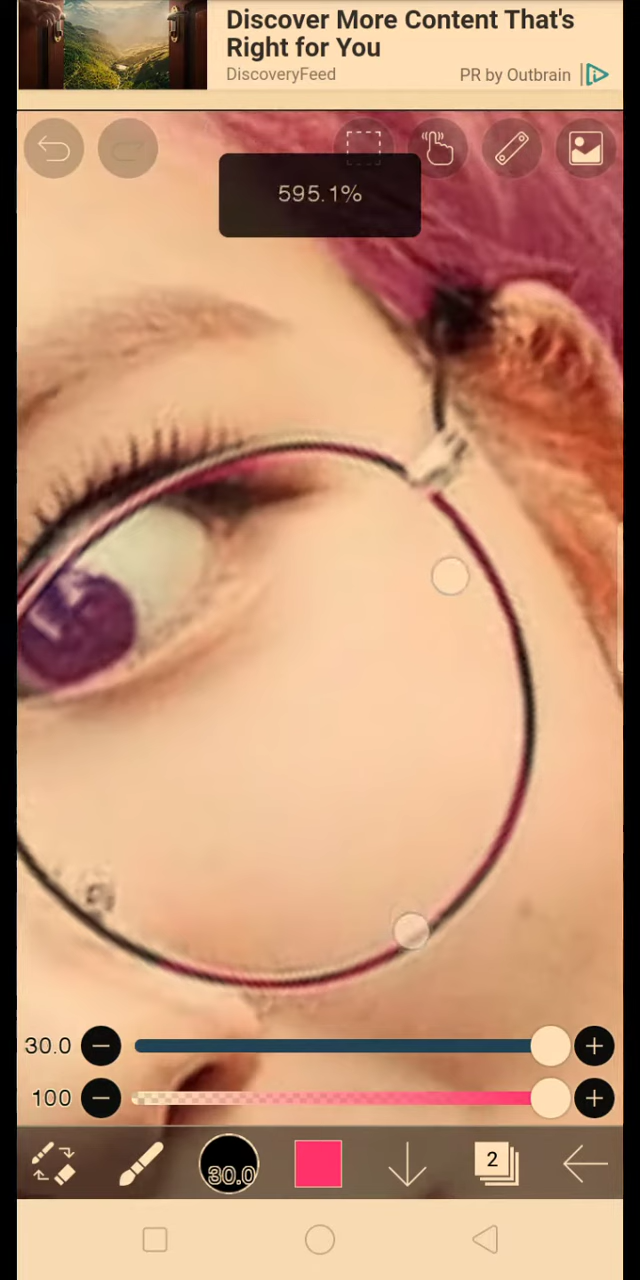 Discover More Content That's
Right for You
DiscoveryFeed
PR by Outbrain
595.1%
30.0
100
30.0
2